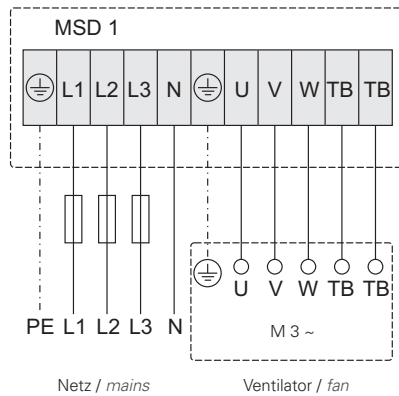 MSD 1
L1 L2 L3 N U V W TB TB
U V W TB TB
PE L1 L2 L3 N
M 3 ~
Netz / mains Ventilator / fan